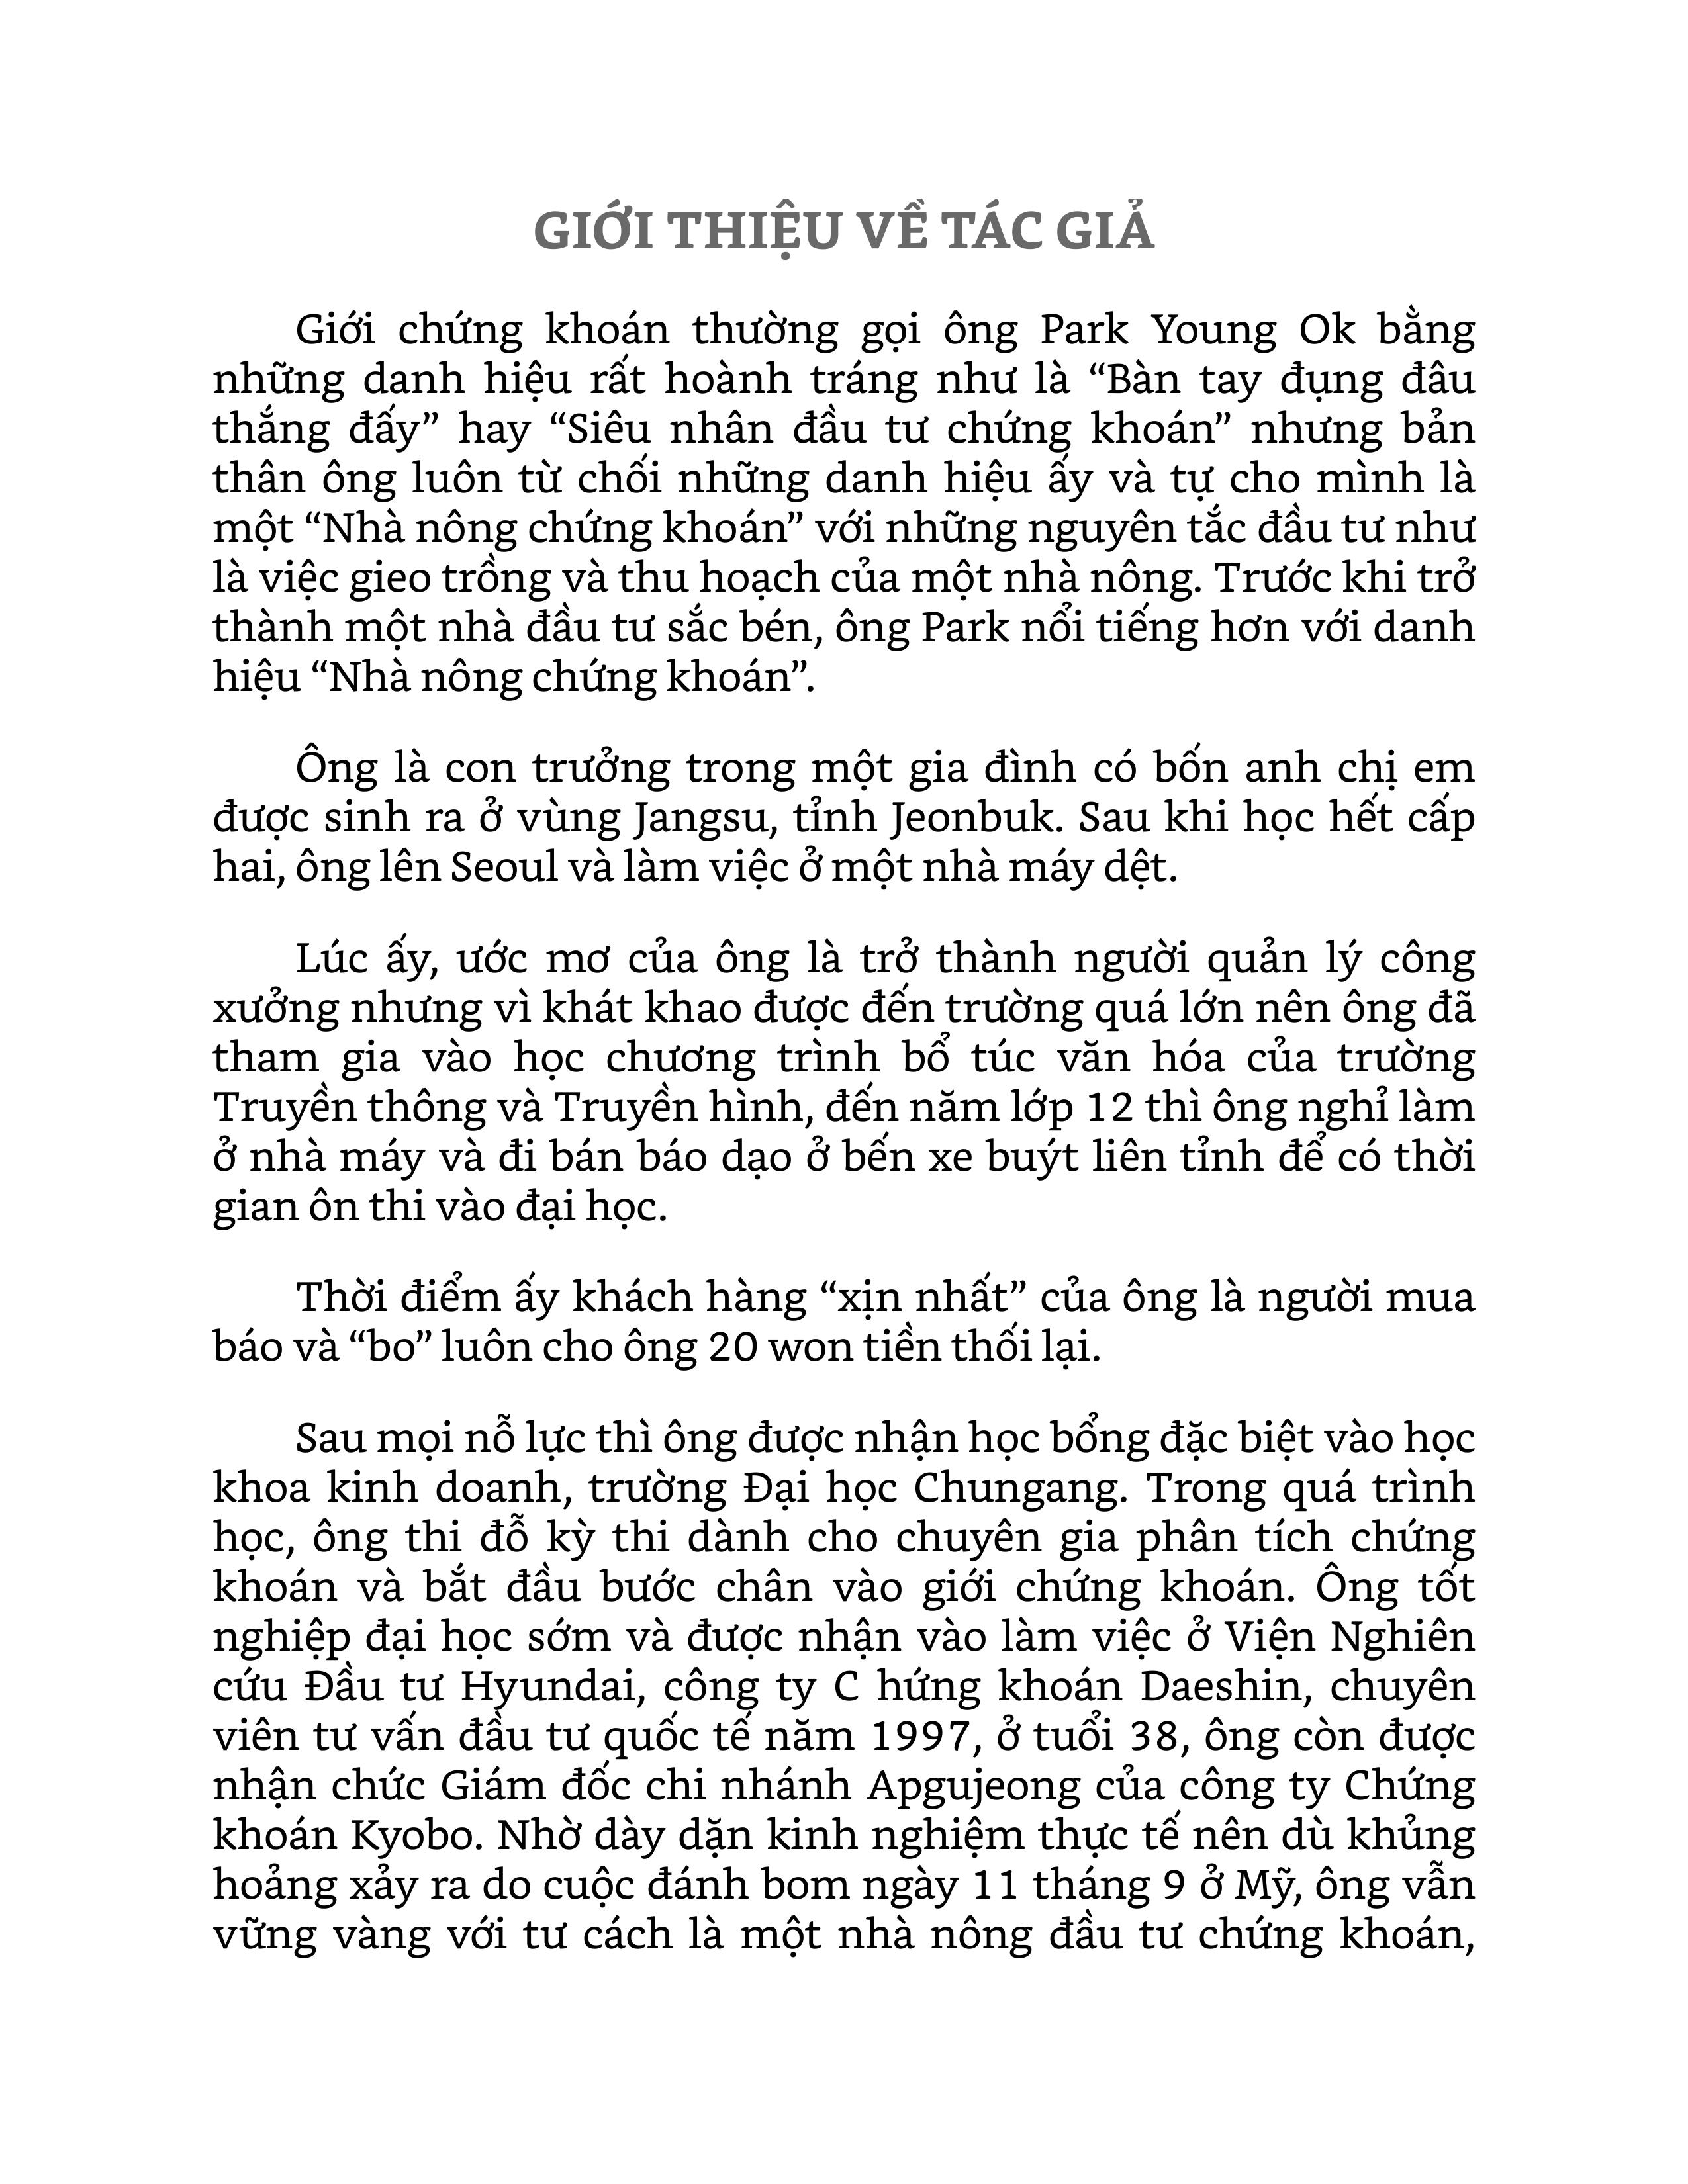 GIỚI THIỆU VỀ TÁC GIẢ
Giới chứng khoán thường gọi ông Park Young Ok bằng
những danh hiệu rất hoành tráng như là “Bàn tay đụng đâu
thắng đấy” hay “Siêu nhân đầu tư chứng khoán” nhưng bản
thân ông luôn từ chối những danh hiệu ấy và tự cho mình là
một “Nhà nông chứng khoán” với những nguyên tắc đầu tư như
là việc gieo trồng và thu hoạch của một nhà nông. Trước khi trở
thành một nhà đầu tư sắc bén, ông Park nổi tiếng hơn với danh
hiệu “Nhà nông chứng khoán”.
Ông là con trưởng trong một gia đình có bốn anh chị em
được sinh ra ở vùng Jangsu, tỉnh Jeonbuk. Sau khi học hết cấp
hai, ông lên Seoul và làm việc ở một nhà máy dệt.
Lúc ấy, ước mơ của ông là trở thành người quản lý công
xưởng nhưng vì khát khao được đến trường quá lớn nên ông đã
tham gia vào học chương trình bổ túc văn hóa của trường
Truyền thông và Truyền hình, đến năm lớp 12 thì ông nghỉ làm
ở nhà máy và đi bán báo dạo ở bến xe buýt liên tỉnh để có thời
gian ôn thi vào đại học.
Thời điểm ấy khách hàng “xịn nhất” của ông là người mua
báo và “bo” luôn cho ông 20 won tiền thối lại.
Sau mọi nỗ lực thì ông được nhận học bổng đặc biệt vào học
khoa kinh doanh, trường Đại học Chungang. Trong quá trình
học, ông thi đỗ kỳ thi dành cho chuyên gia phân tích chứng
khoán và bắt đầu bước chân vào giới chứng khoán. Ông tốt
nghiệp đại học sớm và được nhận vào làm việc ở Viện Nghiên
cứu Đầu tư Hyundai, công ty C hứng khoán Daeshin, chuyên
viên tư vấn đầu tư quốc tế năm 1997, ở tuổi 38, ông còn được
nhận chức Giám đốc chi nhánh Apgujeong của công ty Chứng
khoán Kyobo. Nhờ dày dặn kinh nghiệm thực tế nên dù khủng
hoảng xảy ra do cuộc đánh bom ngày 11 tháng 9 ở Mỹ, ông vẫn
vững vàng với tư cách là một nhà nông đầu tư chứng khoán,